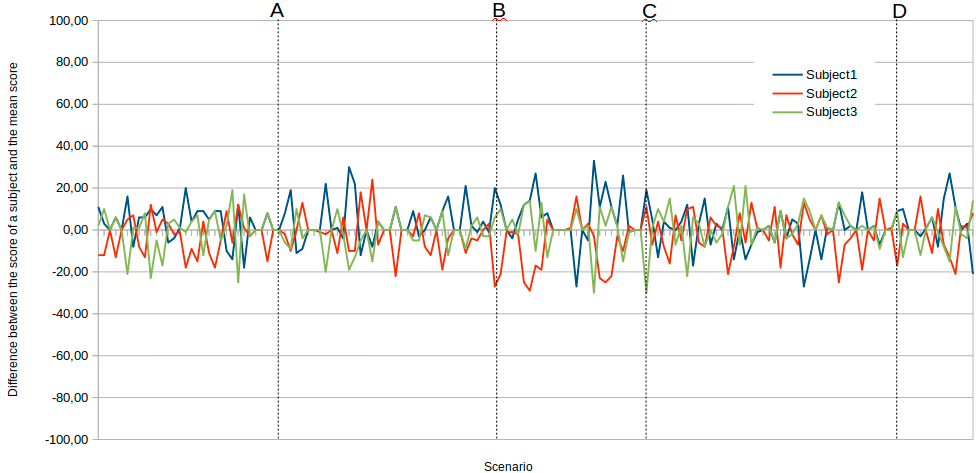 A B C D
100,00
80,00
60,00
40,00
20,00
0,00
-20,00
-40,00
-60,00
-80,00
-100,00
Difference between the score of a subject and the mean score
Subject1
Subject2
Subject3
Scenario